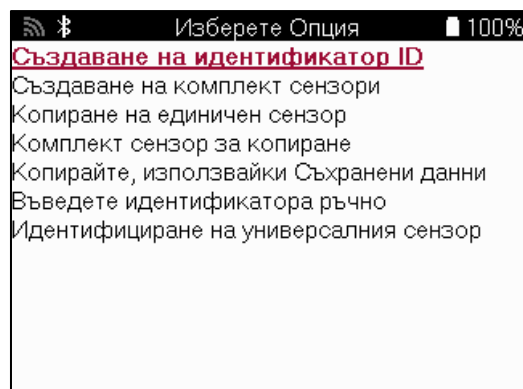 Изберете Опция 100%
Създаване на идентификатор ID
Създаване на комплект сензори
Копиране на единичен сензор
Комплект сензор за копиране
Копирайте, използвайки Съхранени данни
Въведете идентификатора ръчно
Идентифициране на универсалния сензор